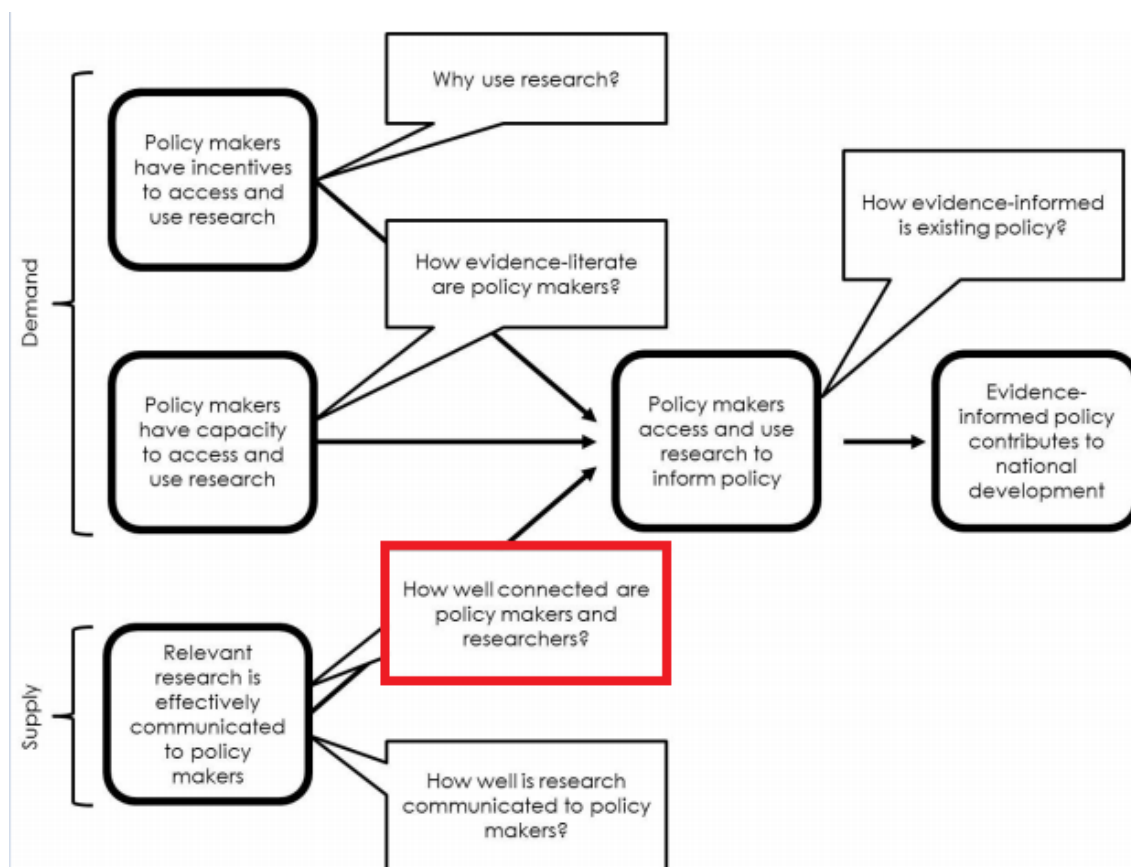 Why use research?
Policy makers
have incentives
to access and
use research
How evidence-informed
is existing policy?
How evidence-literate
are policy makers?
Demand
Policy makers
have capacity
to access and
use research
Policy makers
access and use
research to
inform policy
Evidence-
informed policy
contributes to
national
development
How well connected are
policy makers and
researchers?
Supply
Relevant
research is
effectively
communicated
to policy
makers
How well is research
communicated to policy
makers?